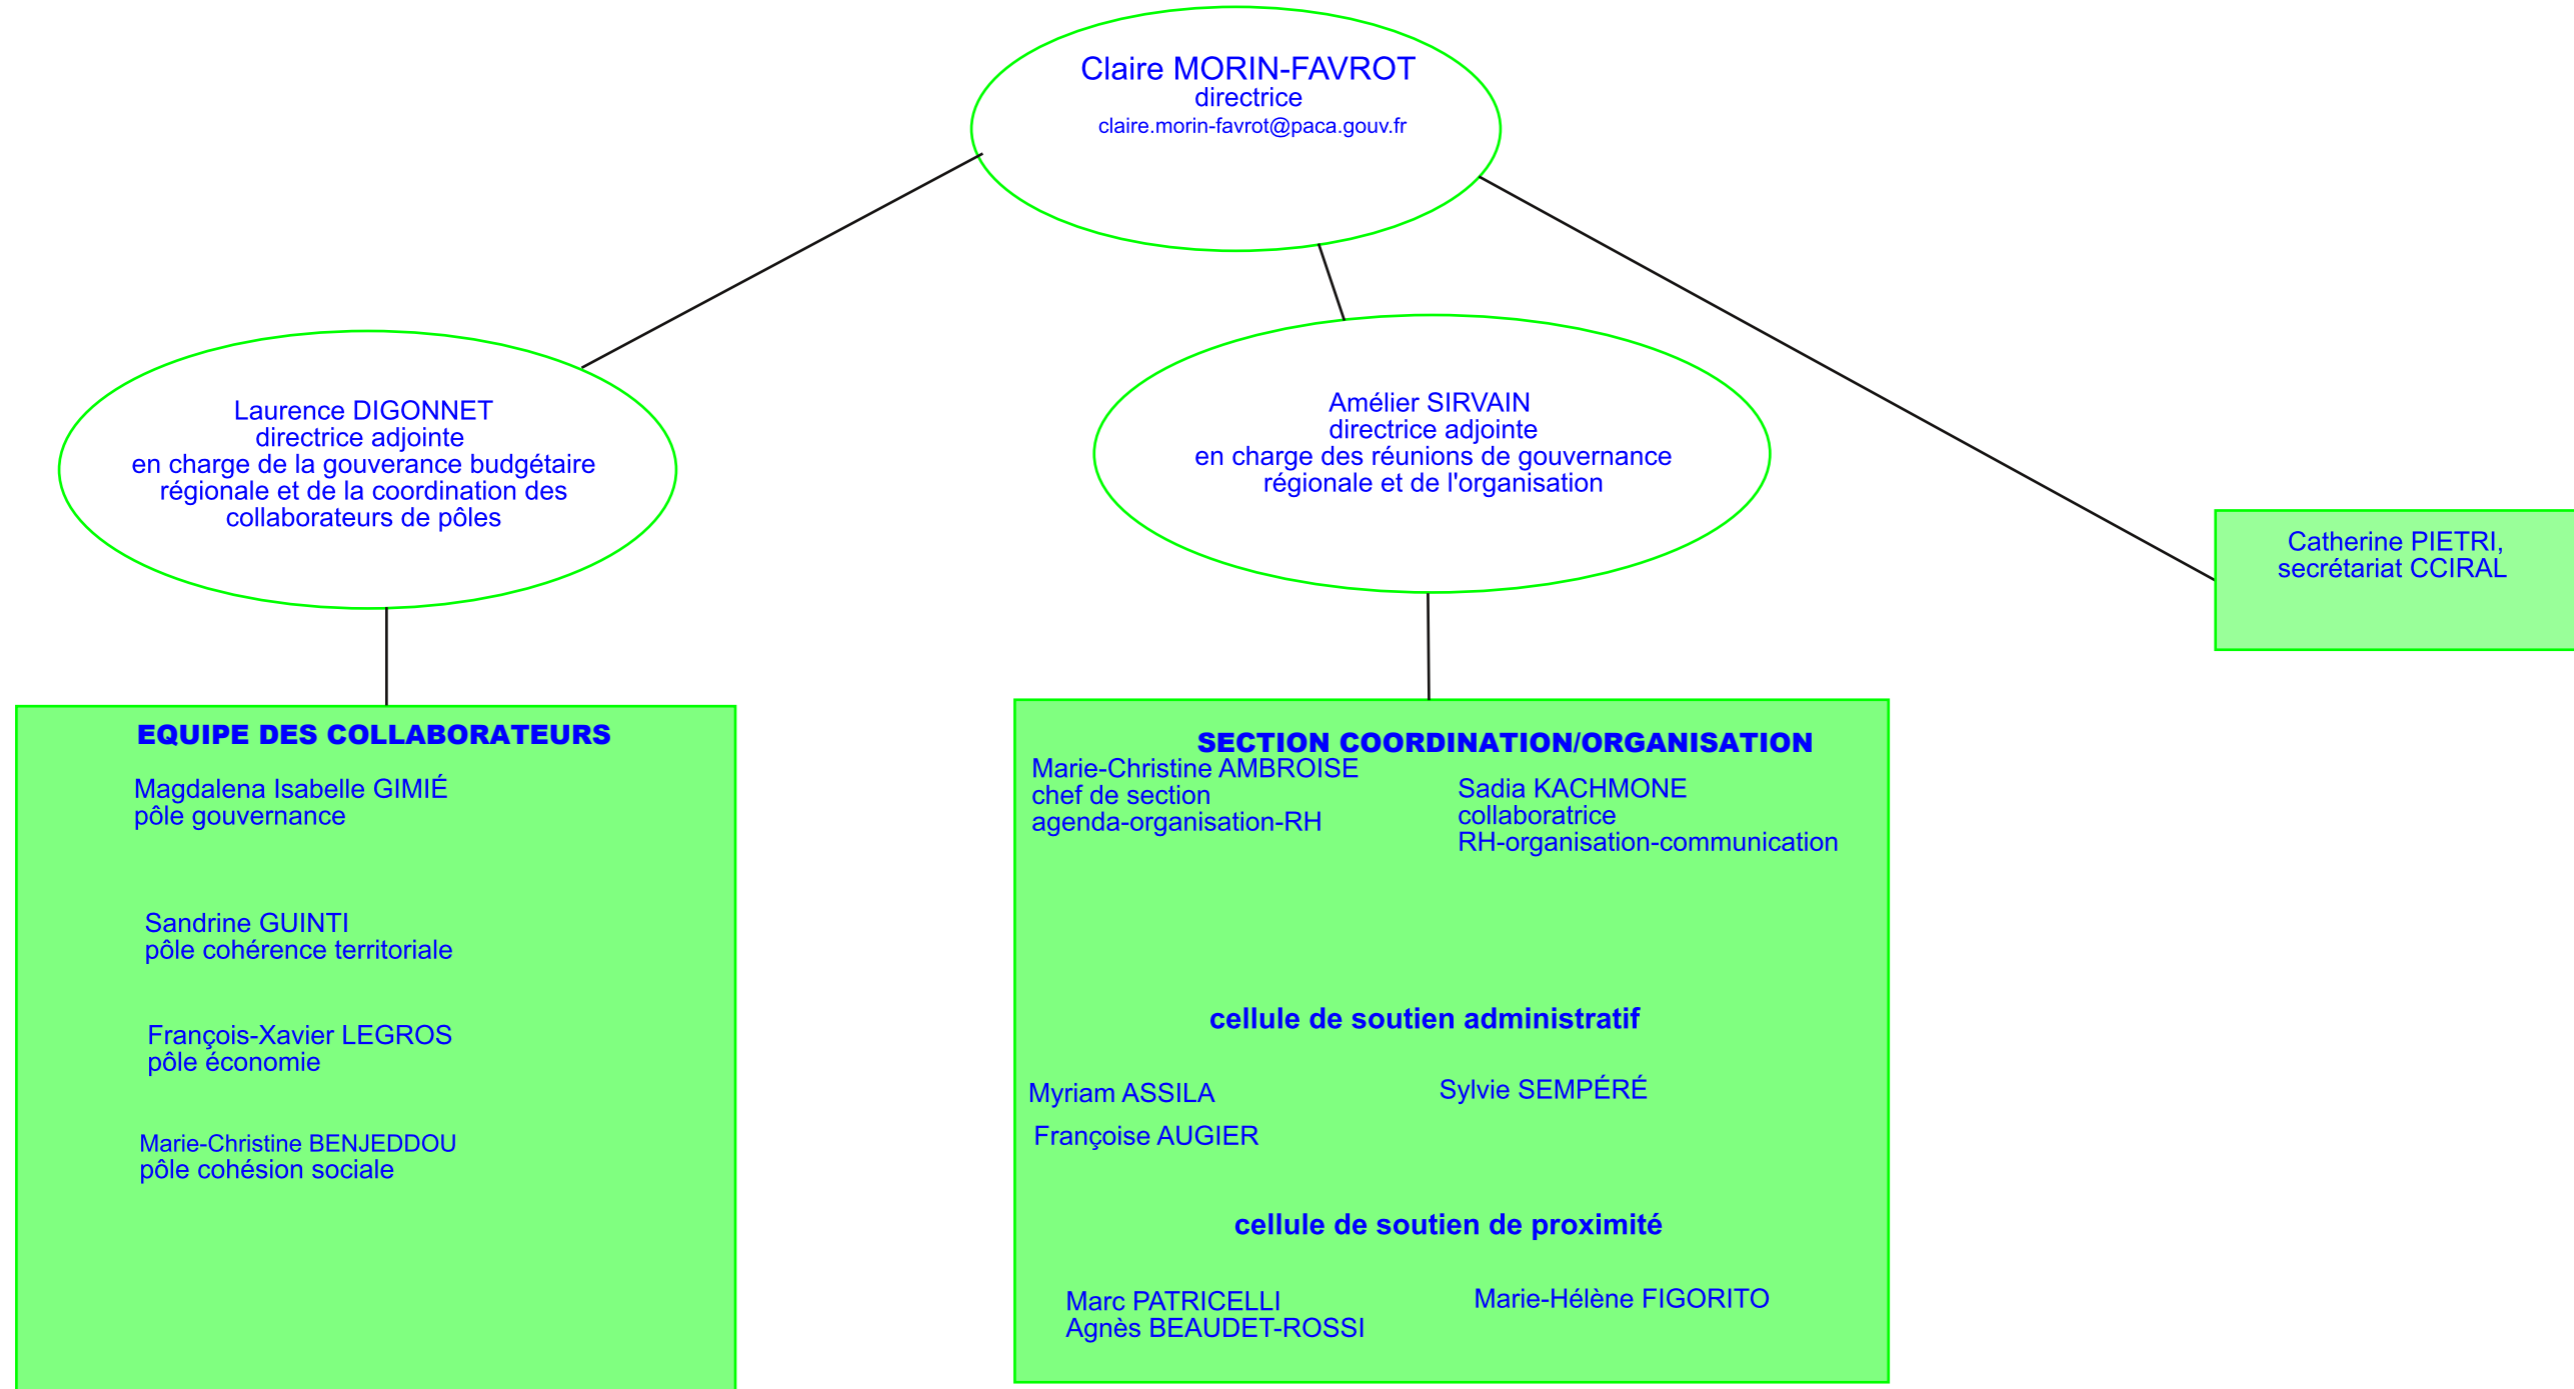 Claire MORIN-FAVROT
directrice
claire.morin-favrot@paca.gouv.fr
Laurence DIGONNET
directrice adjointe
en charge de la gouverance budgétaire
régionale et de la coordination des
collaborateurs de pôles
Amélier SIRVAIN
directrice adjointe
en charge des réunions de gouvernance
régionale et de l'organisation
Catherine PIETRI,
secrétariat CCIRAL
EQUIPE DES COLLABORATEURS
Magdalena Isabelle GIMIÉ
pôle gouvernance
Sandrine GUINTI
pôle cohérence territoriale
François-Xavier LEGROS
pôle économie
Marie-Christine BENJEDDOU
pôle cohésion sociale
SECTION COORDINATION/ORGANISATION
Marie-Christine AMBROISE
chef de section
agenda-organisation-RH
Sadia KACHMONE
collaboratrice
RH-organisation-communication
cellule de soutien administratif
Myriam ASSILA
Sylvie SEMPÉRÉ
Françoise AUGIER
cellule de soutien de proximité
Marc PATRICELLI
Agnès BEAUDET-ROSSI
Marie-Hélène FIGORITO